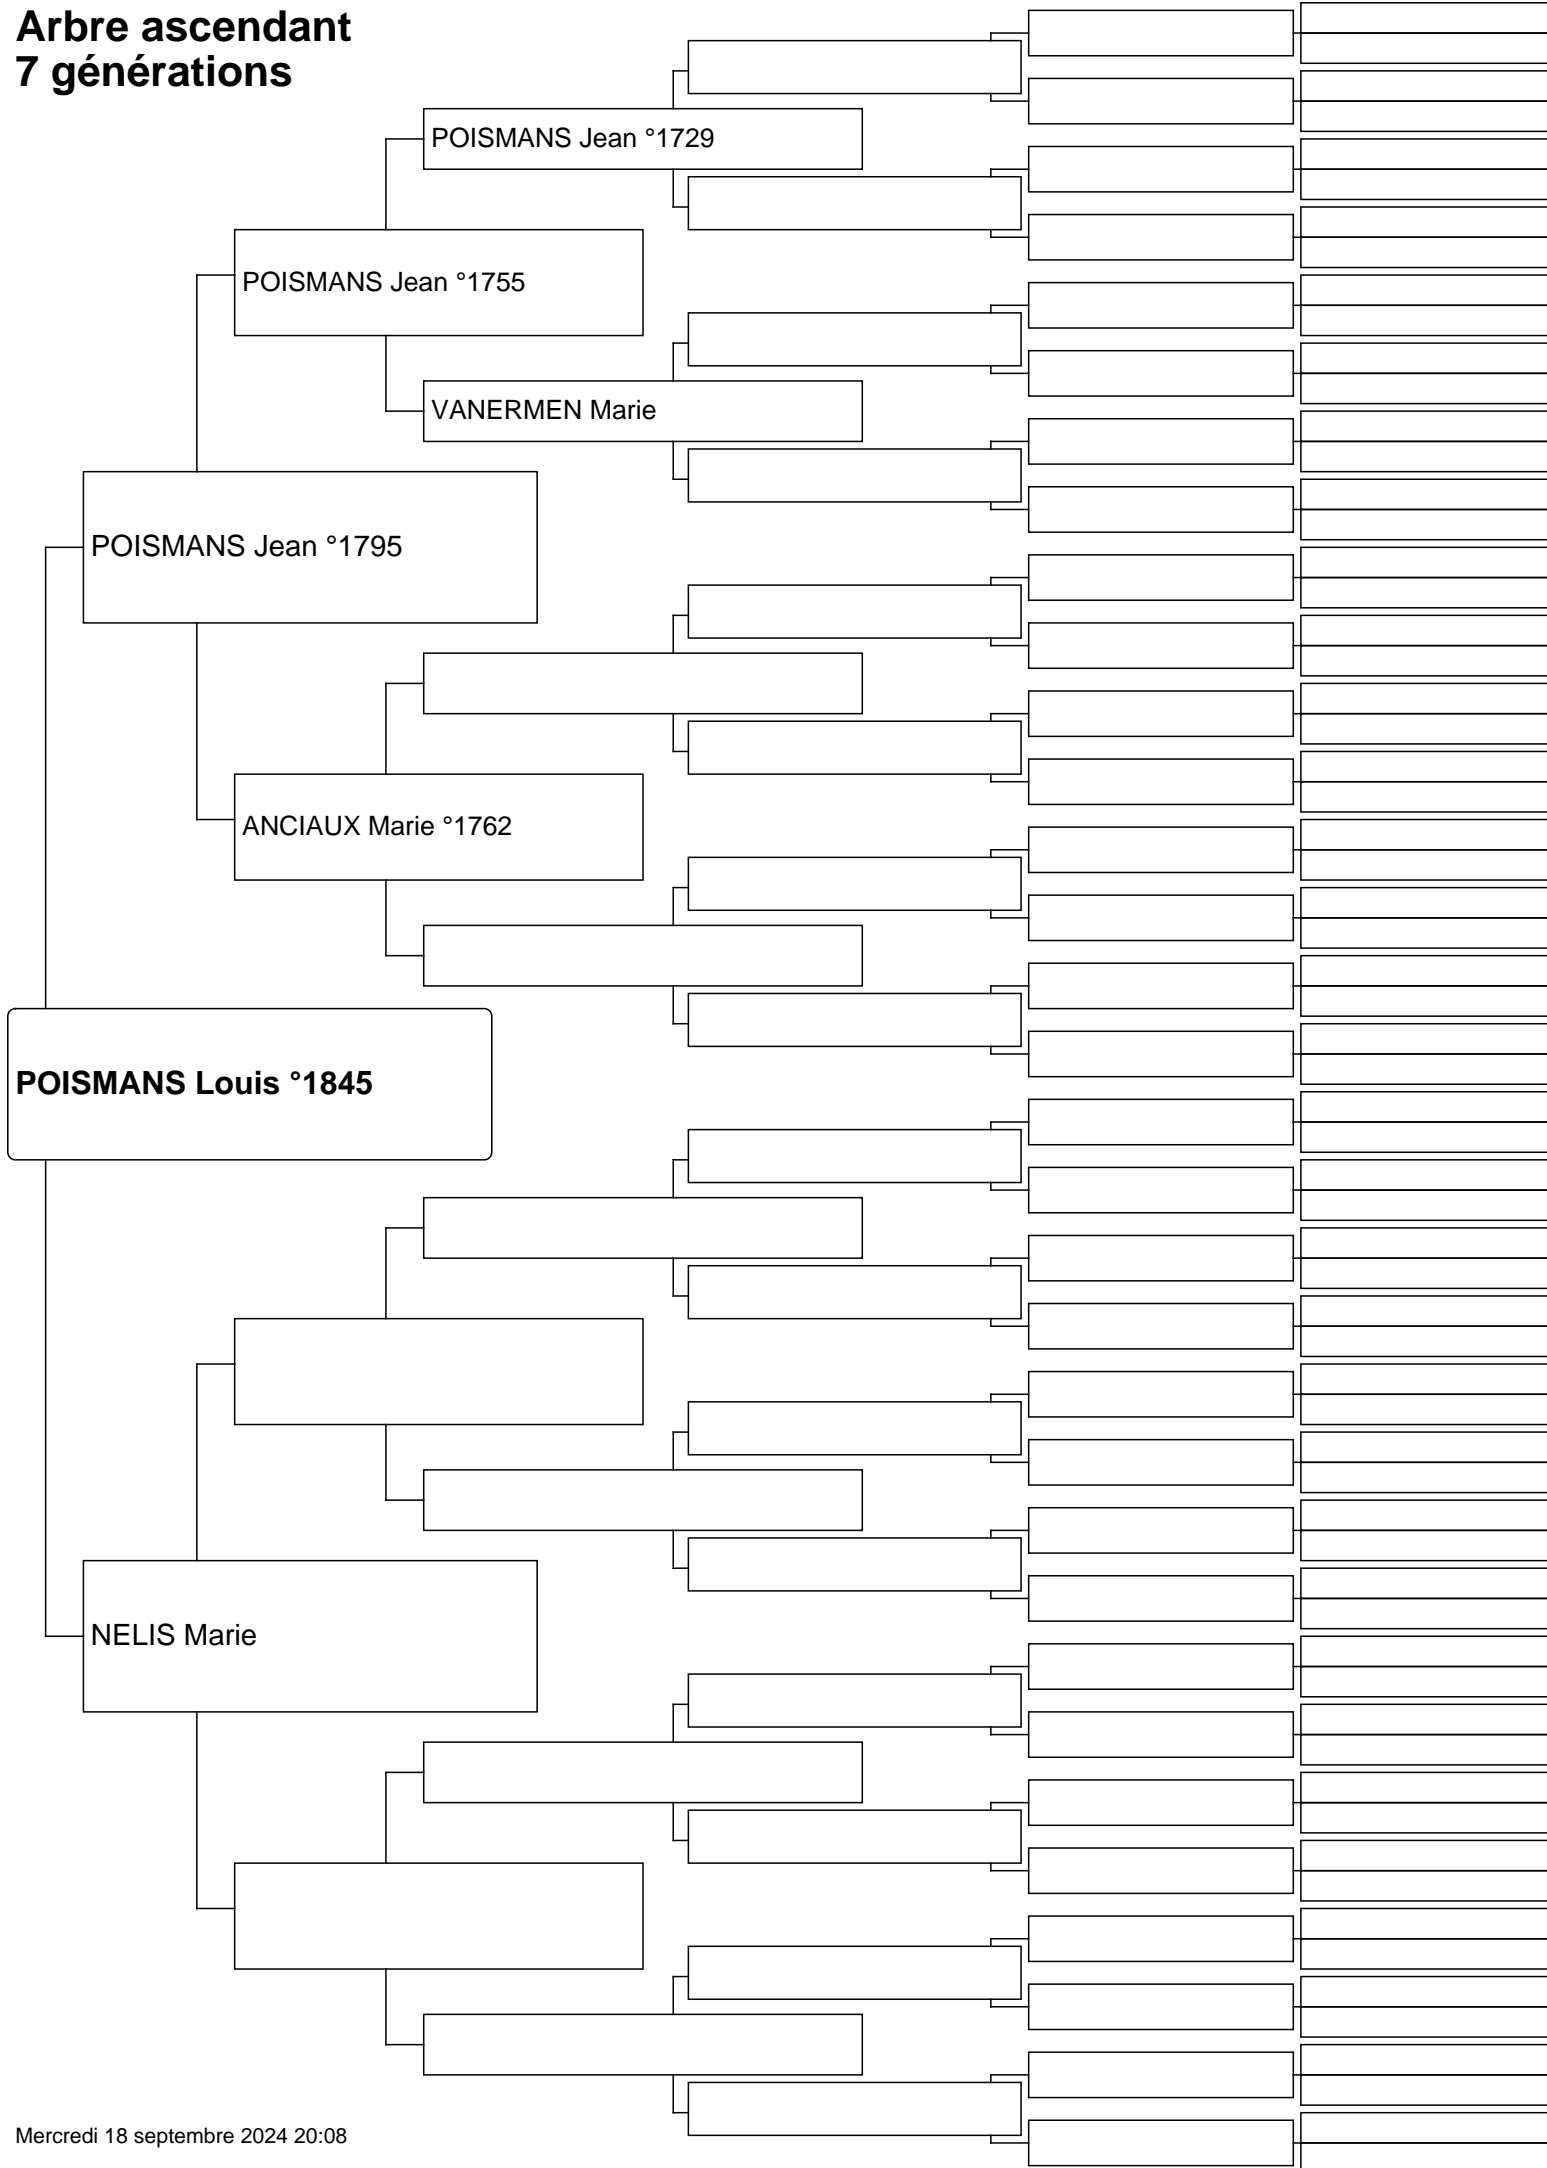 Arbre ascendant
7 générations
POISMANS Jean °1729
POISMANS Jean °1755
VANERMEN Marie
POISMANS Jean °1795
ANCIAUX Marie °1762
POISMANS Louis °1845
NELIS Marie
Mercredi 18 septembre 2024 20:08